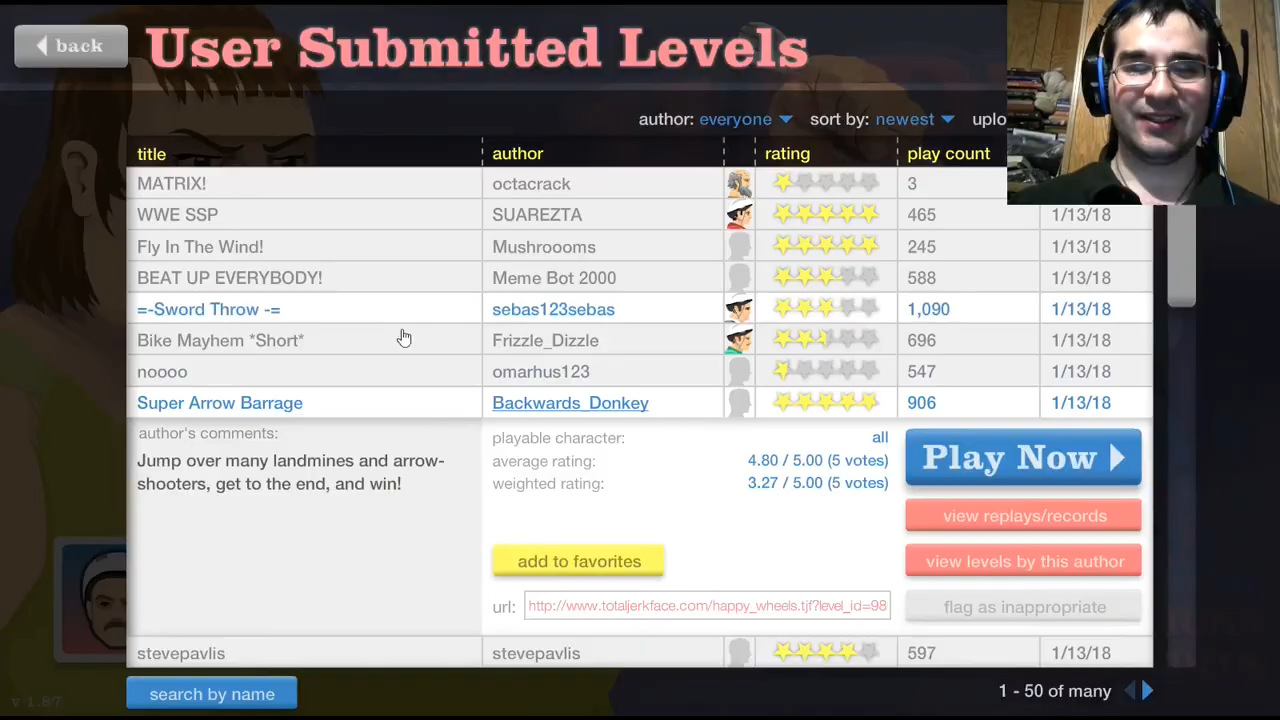 back
User Submitted Levels
author: everyone sort by: newest uplo
title author rating play count
MATRIX! octacrack 3
WWE SSP SUAREZTA 465 1/13/18
Fly In The Wind! Mushroooms 245 1/13/18
BEAT UP EVERYBODY! Meme Bot 2000 588 1/13/18
=-Sword Throw -= sebas123sebas 1,090 1/13/18
Bike Mayhem *Short* Frizzle_Dizzle 696 1/13/18
noooo omarhus123 547 1/13/18
Super Arrow Barrage Backwards_Donkey 906 1/13/18
author's comments:
Jump over many landmines and arrow-
shooters, get to the end, and win!
playable character: all
average rating: 4.80 / 5.00 (5 votes)
weighted rating: 3.27 / 5.00 (5 votes)
Play Now
view replays/records
add to favorites
view levels by this author
url: http://www.totaljerkface.com/happy_wheels.tjf?level_id=98
flag as inappropriate
stevepavlis stevepavlis 597 1/13/18
search by name
1 - 50 of many
v 1.87